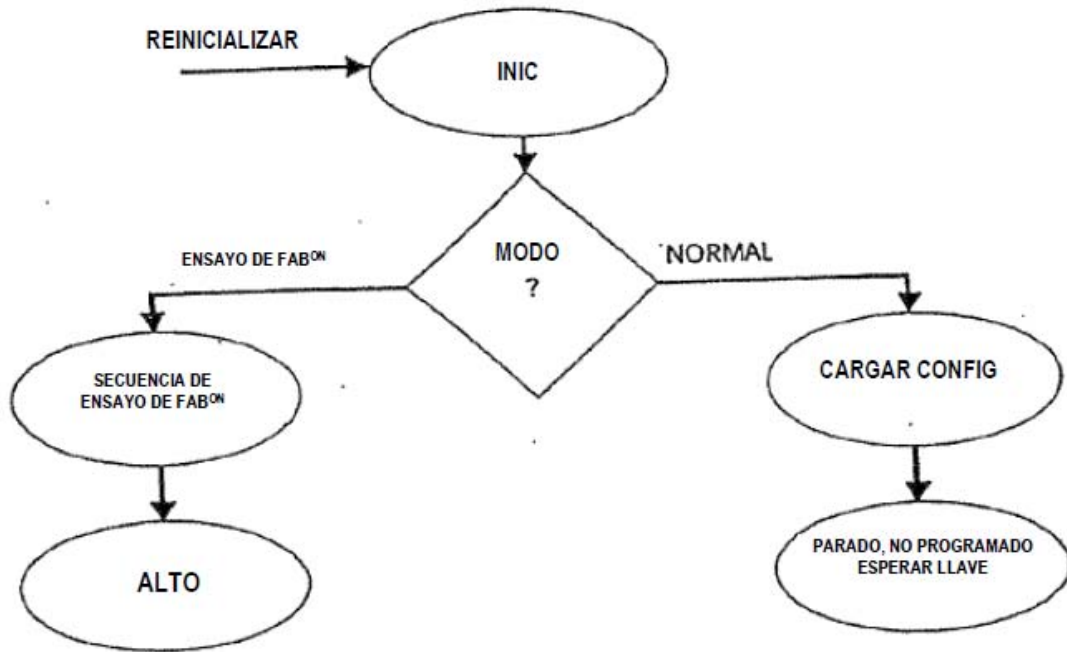 REINICIALIZAR
INIC
MODO
?
ENSAYO DE FABᴼᴺ
NORMAL
SECUENCIA DE
ENSAYO DE FABᴼᴺ
CARGAR CONFIG
ALTO
PARADO, NO PROGRAMADO
ESPERAR LLAVE